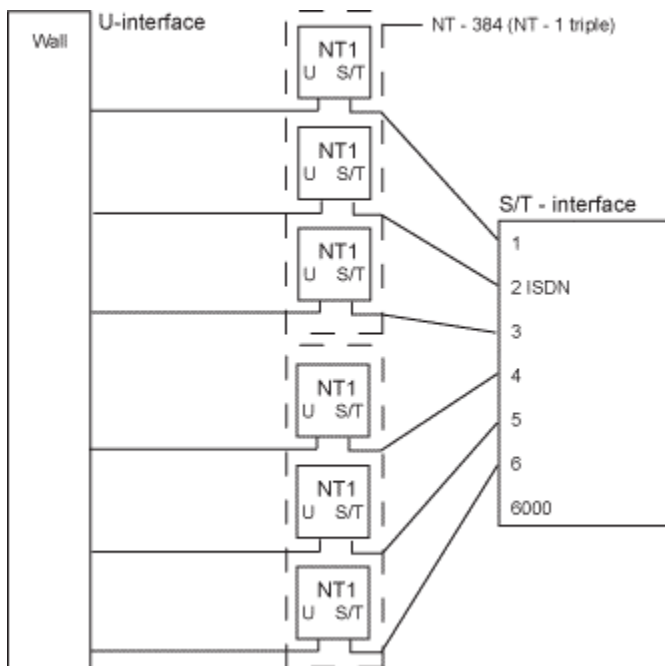 Wall
U-interface
NT - 384 (NT - 1 triple)
NT1
U S/T
NT1
U S/T
NT1
U S/T
S/T - interface
1
2 ISDN
3
4
5
6
6000
NT1
U S/T
NT1
U S/T
NT1
U S/T